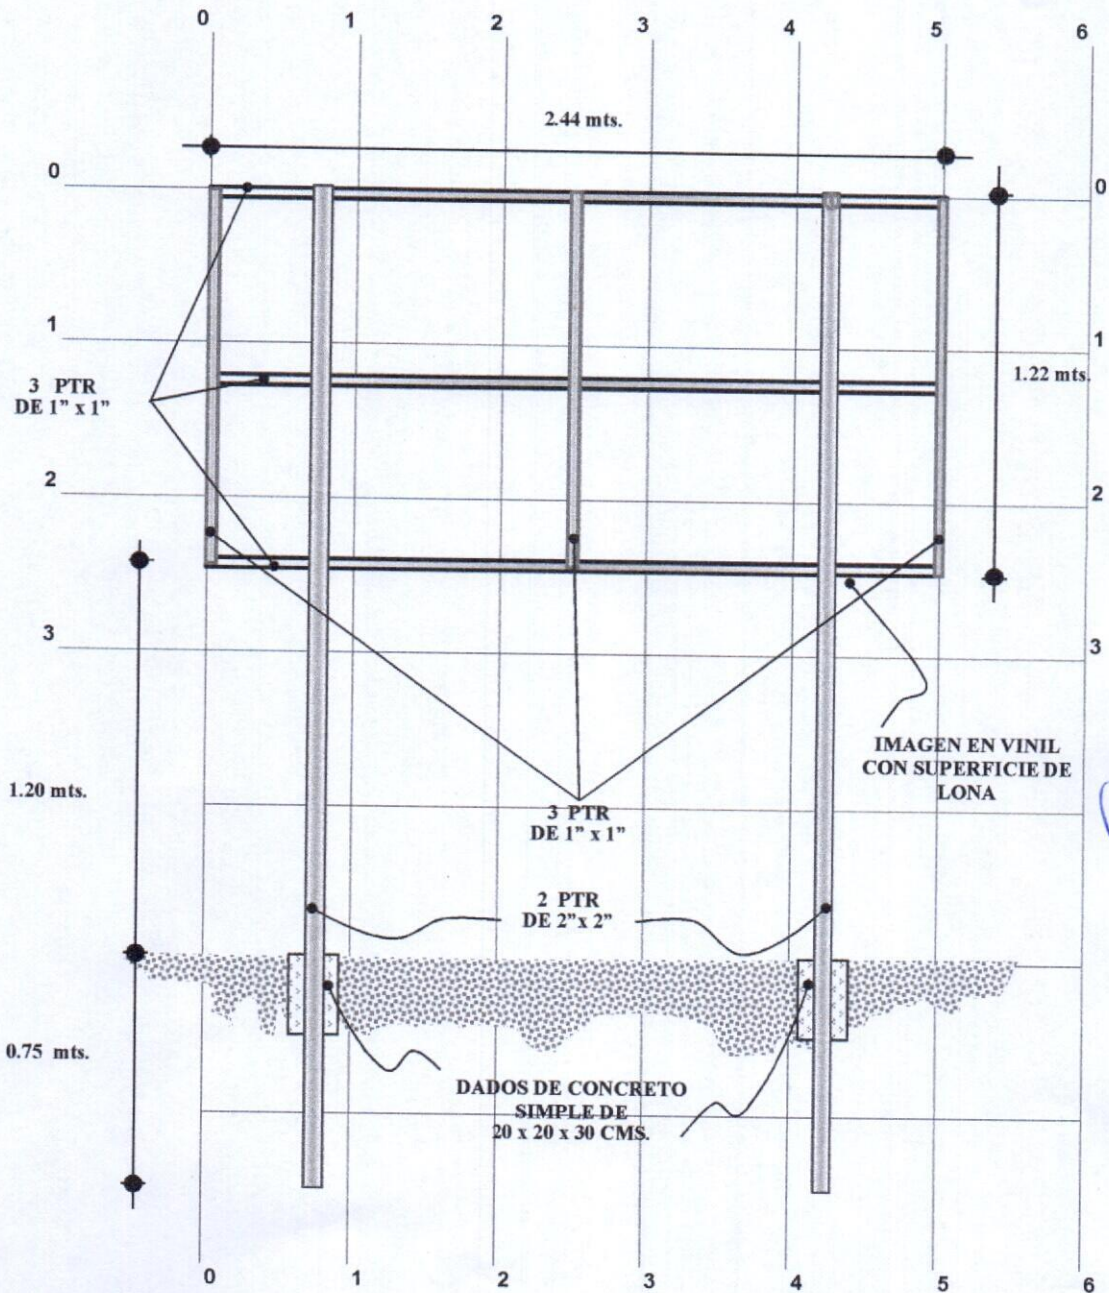 0 1 2 3 4 5 6
2.44 mts.
0 0
1 1
1.22 mts.
3 PTR
DE 1" x 1"
2 2
3 3
IMAGEN EN VINIL
CON SUPERFICIE DE
LONA
1.20 mts.
3 PTR
DE 1" x 1"
2 PTR
DE 2" x 2"
0.75 mts.
DADOS DE CONCRETO
SIMPLE DE
20 x 20 x 30 CMS.
0 1 2 3 4 5 6